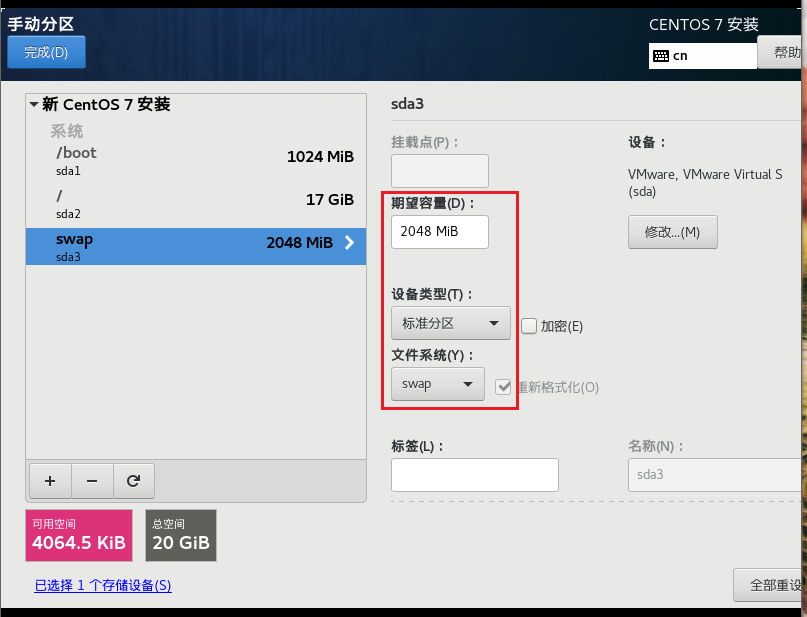 手动分区
CENTOS 7 安装
完成(D)
cn
帮助
新 CentOS 7 安装
系统
/boot
1024 MiB
sda1
/
17 GiB
sda2
swap
2048 MiB
sda3
sda3
挂载点(P)：
设备：
VMware, VMware Virtual S
(sda)
期望容量(D)：
2048 MiB
修改...(M)
设备类型(T)：
标准分区
加密(E)
文件系统(Y)：
swap
重新格式化(O)
标签(L)：
名称(N)：
sda3
可用空间
4064.5 KiB
总空间
20 GiB
已选择 1 个存储设备(S)
全部重设